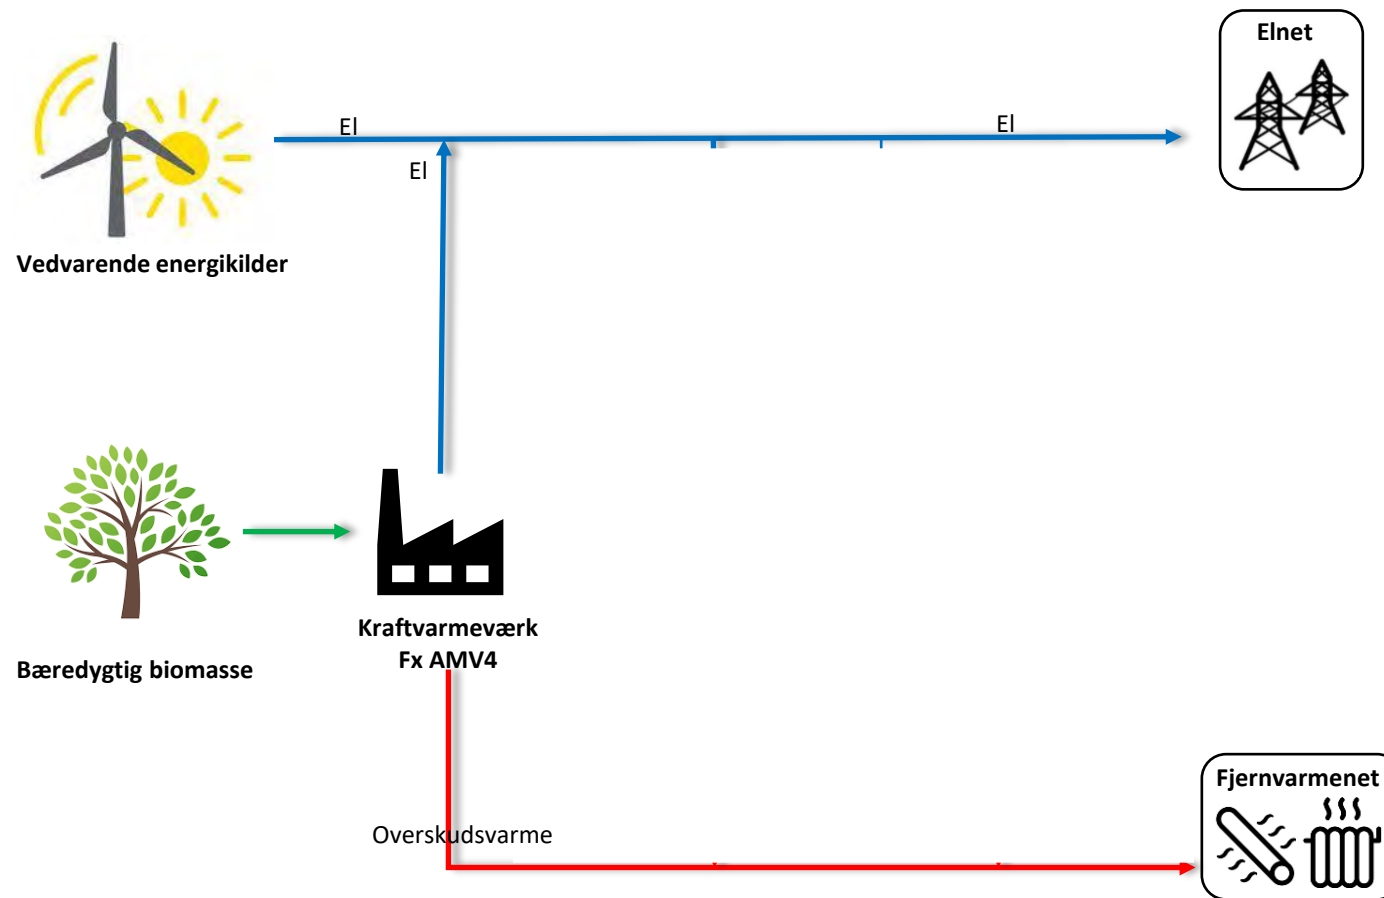 Elnet
El
El
El
Vedvarende energikilder
Kraftvarmeværk
Fx AMV4
Bæredygtig biomasse
Fjernvarmenet
Overskudsvarme